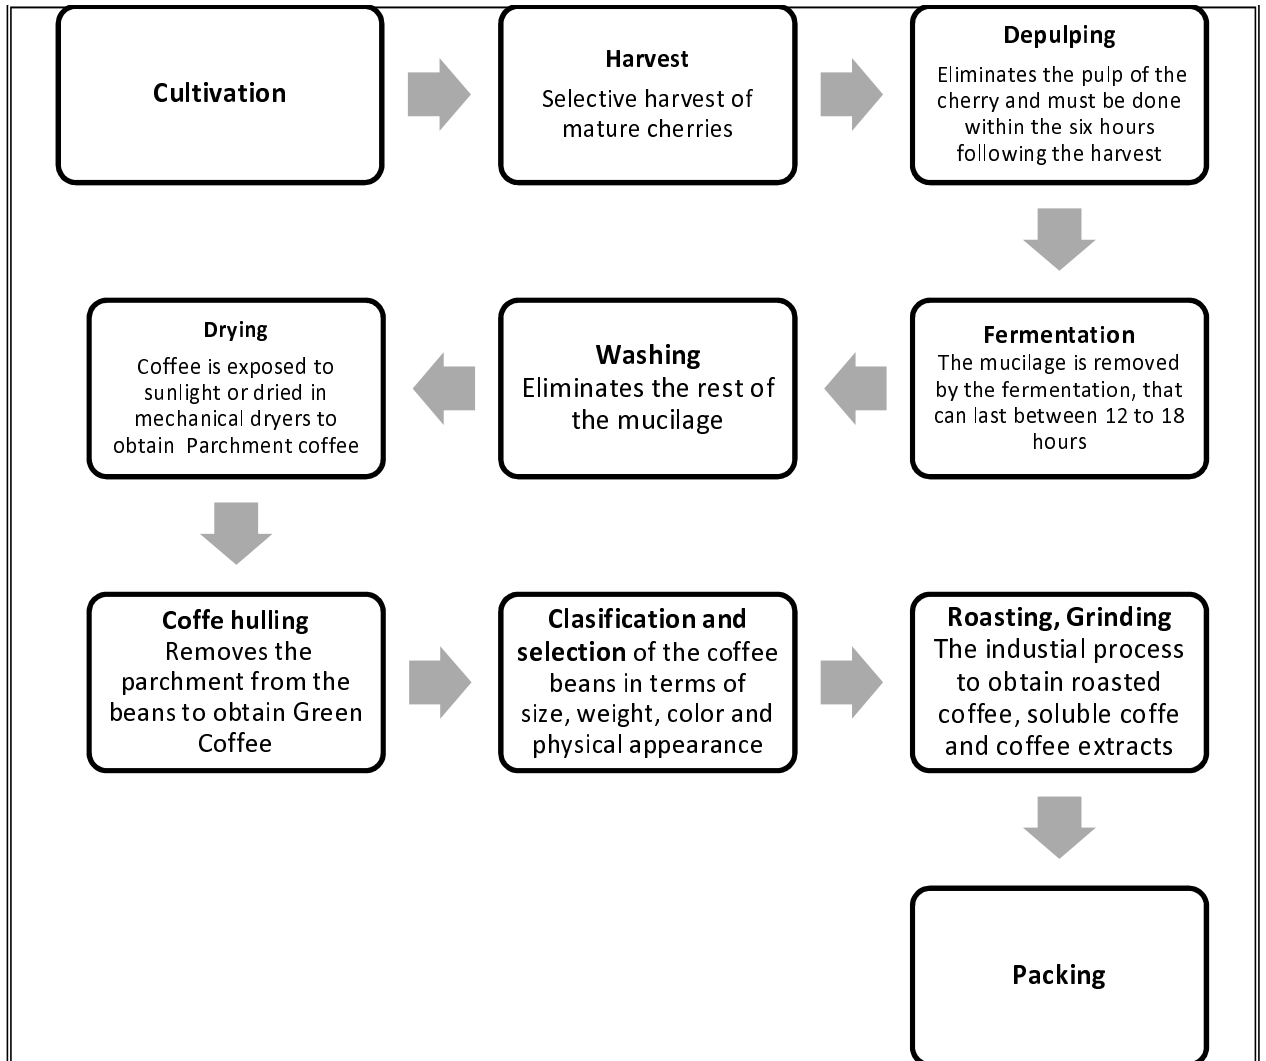 Cultivation
Harvest
Selective harvest of
mature cherries
Depulping
Eliminates the pulp of the
cherry and must be done
within the six hours
following the harvest
Fermentation
The mucilage is removed
by the fermentation, that
can last between 12 to 18
hours
Washing
Eliminates the rest of
the mucilage
Drying
Coffee is exposed to
sunlight or dried in
mechanical dryers to
obtain Parchment coffee
Coffe hulling
Removes the
parchment from the
beans to obtain Green
Coffee
Clasification and
selection of the coffee
beans in terms of
size, weight, color and
physical appearance
Roasting, Grinding
The industial process
to obtain roasted
coffee, soluble coffe
and coffee extracts
Packing